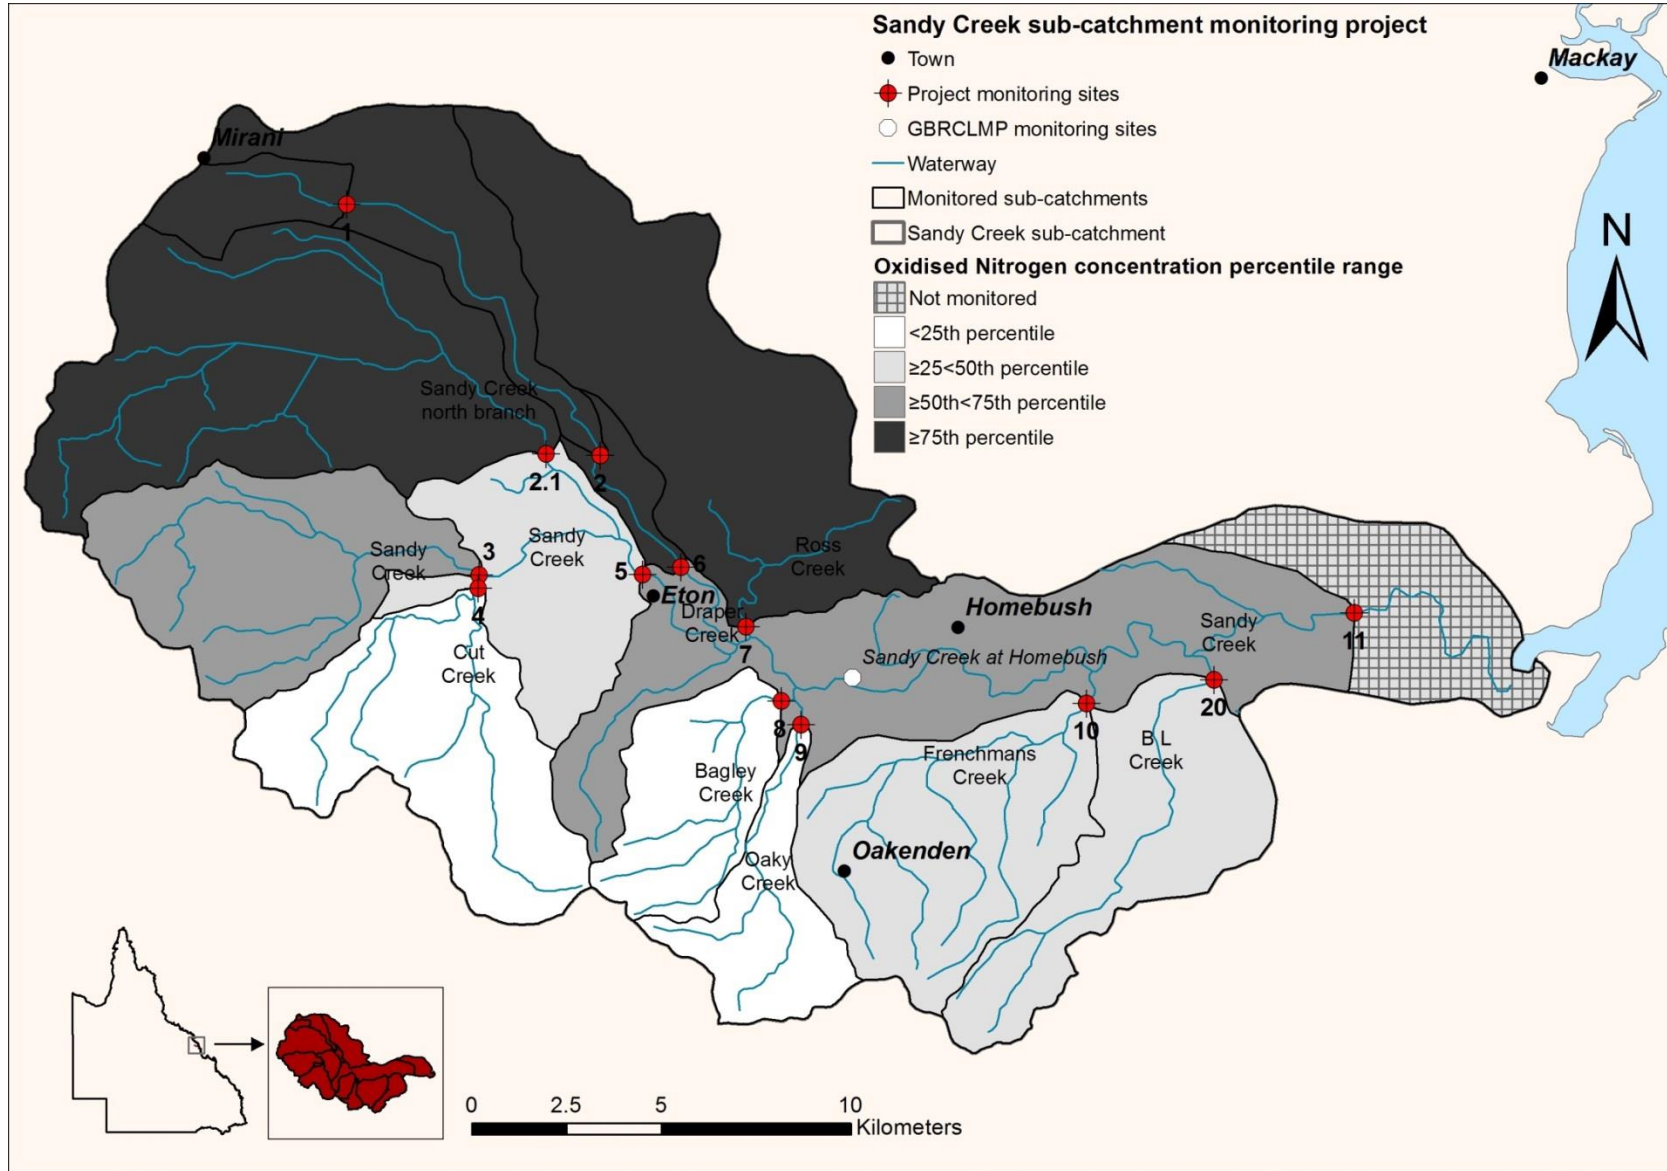 Sandy Creek sub-catchment monitoring project
Town
Project monitoring sites
GBRCLMP monitoring sites
Waterway
Monitored sub-catchments
Sandy Creek sub-catchment
Oxidised Nitrogen concentration percentile range
Not monitored
<25th percentile
≥25<50th percentile
≥50th<75th percentile
≥75th percentile
Mackay
N
Mirani
1
Sandy Creek
north branch
2.1
2
Sandy
Creek
3
Sandy
Creek
4
Cut
Creek
5
6
Eton
Draper
Creek
Ross
Creek
7
Homebush
Sandy Creek at Homebush
Sandy
Creek
11
8
9
10
20
Bagley
Creek
Oaky
Creek
Frenchmans
Creek
B L
Creek
Oakenden
0
2.5
5
10
Kilometers